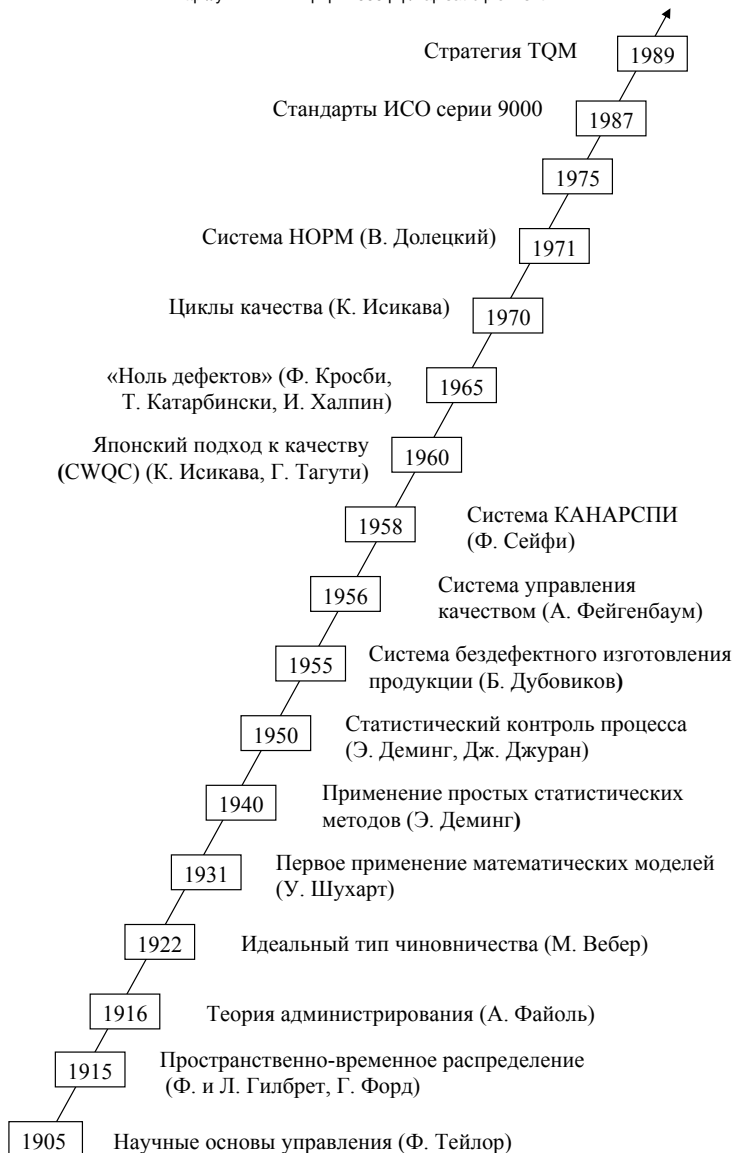 Стратегия TQM 1989
Стандарты ИСО серии 9000 1987
1975
Система НОРМ (В. Долецкий) 1971
Циклы качества (К. Исикава) 1970
«Ноль дефектов» (Ф. Кросби,
Т. Катарбински, И. Халпин) 1965
Японский подход к качеству
(CWQC) (К. Исикава, Г. Тагути) 1960
1958 Система КАНАРСПИ
(Ф. Сейфи)
1956 Система управления
качеством (А. Фейгенбаум)
1955 Система бездефектного изготовления
продукции (Б. Дубовиков)
1950 Статистический контроль процесса
(Э. Деминг, Дж. Джуран)
1940 Применение простых статистических
методов (Э. Деминг)
1931 Первое применение математических моделей
(У. Шухарт)
1922 Идеальный тип чиновничества (М. Вебер)
1916 Теория администрирования (А. Файоль)
1915 Пространственно-временное распределение
(Ф. и Л. Гилбрет, Г. Форд)
1905 Научные основы управления (Ф. Тейлор)